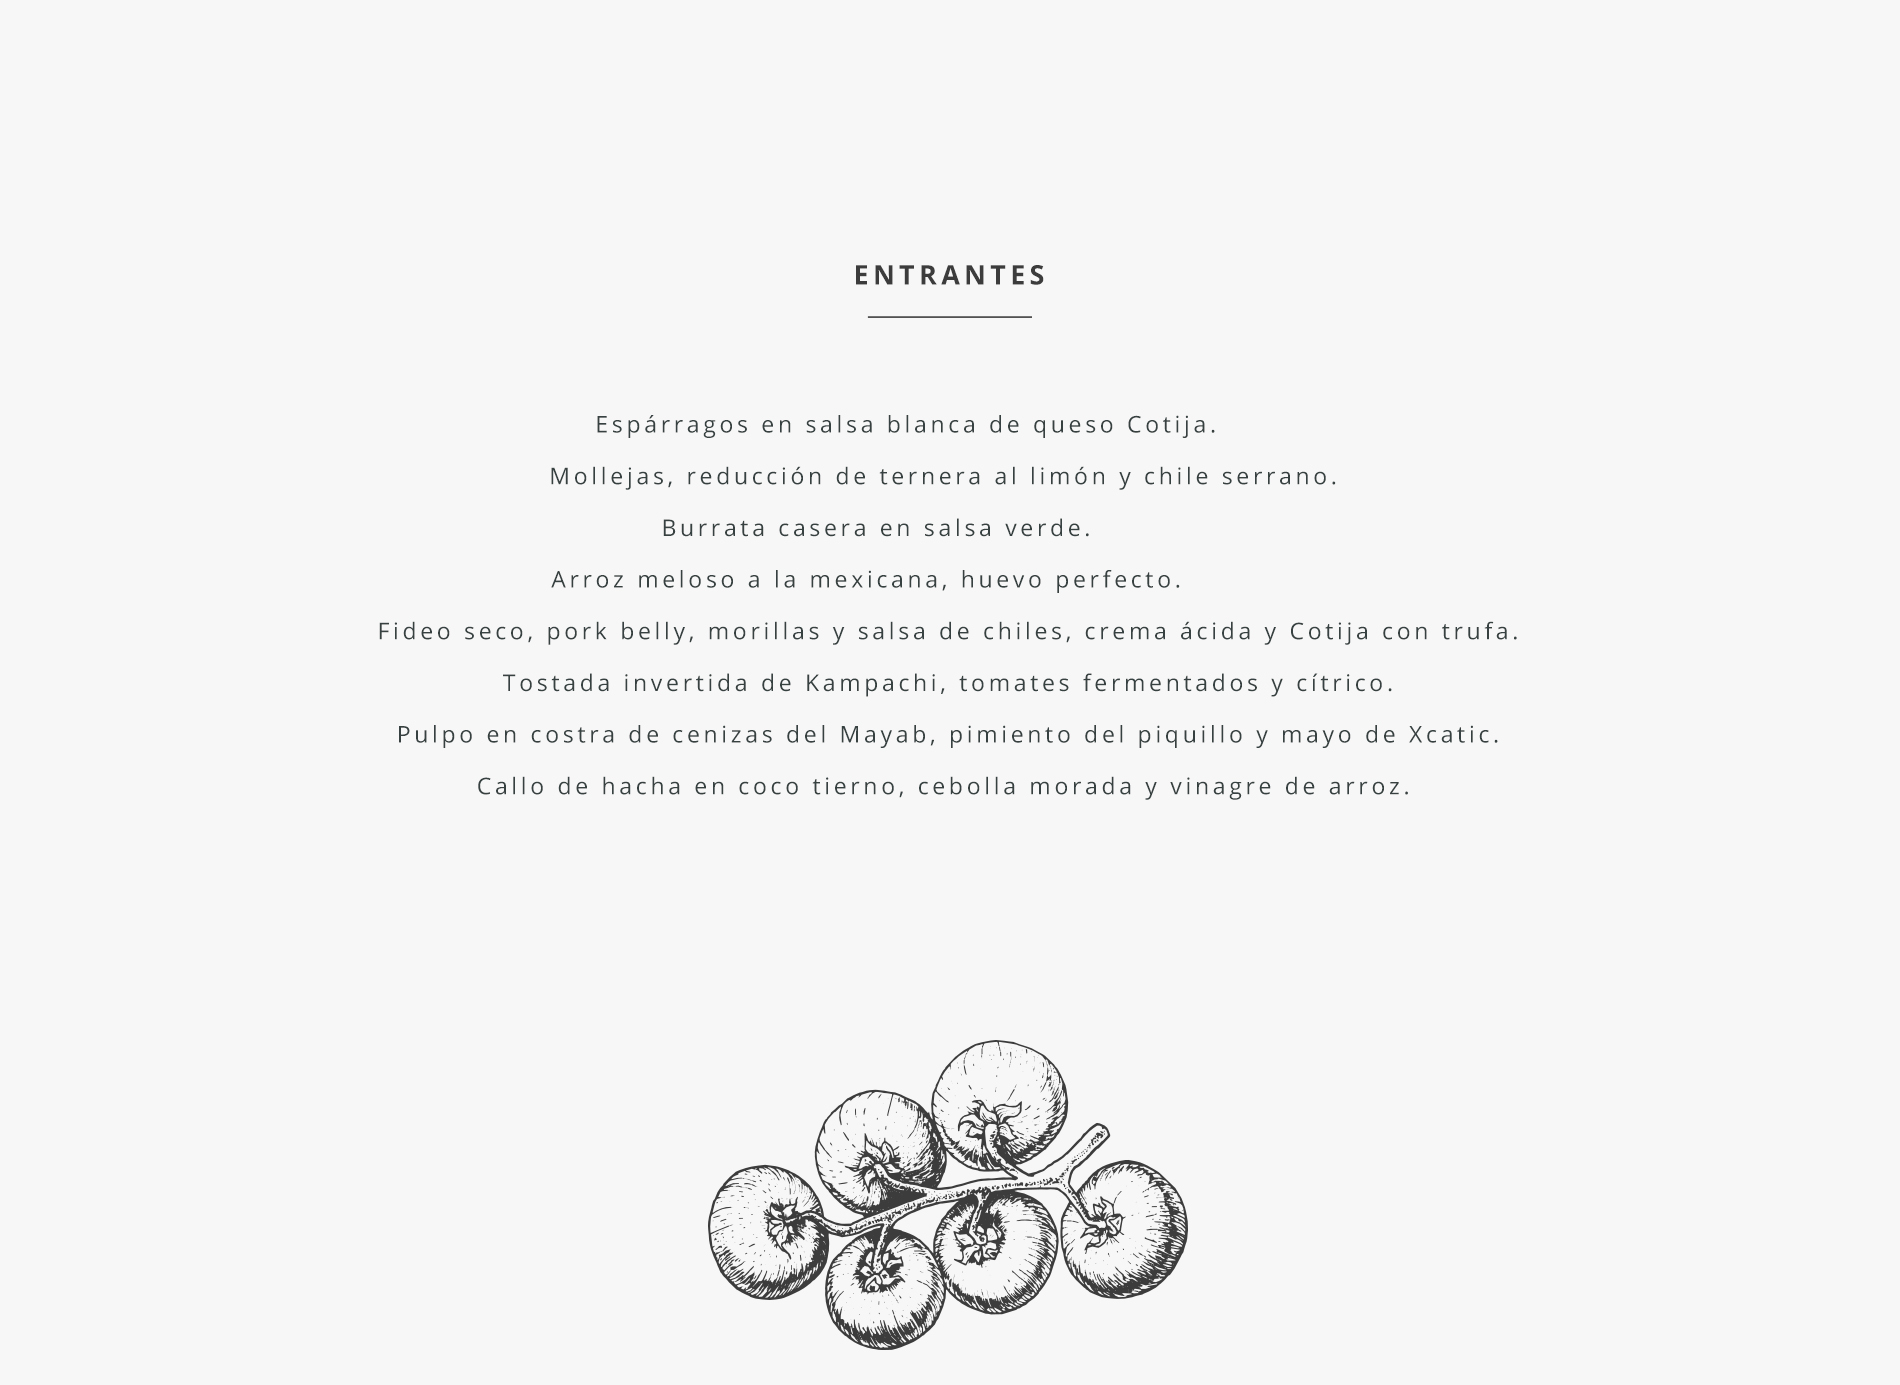 ENTRANTES
Espárragos en salsa blanca de queso Cotija.
Mollejas, reducción de ternera al limón y chile serrano.
Burrata casera en salsa verde.
Arroz meloso a la mexicana, huevo perfecto.
Fideo seco, pork belly, morillas y salsa de chiles, crema ácida y Cotija con trufa.
Tostada invertida de Kampachi, tomates fermentados y cítrico.
Pulpo en costra de cenizas del Mayab, pimiento del piquillo y mayo de Xcatic.
Callo de hacha en coco tierno, cebolla morada y vinagre de arroz.